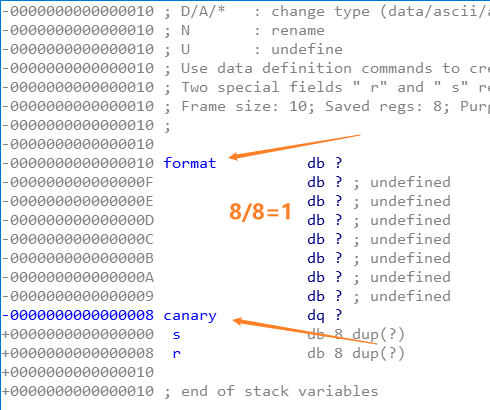 -0000000000000010 ; D/A/* : change type (data/ascii/a
-0000000000000010 ; N : rename
-0000000000000010 ; U : undefine
-0000000000000010 ; Use data definition commands to cre
-0000000000000010 ; Two special fields " r" and " s" re
-0000000000000010 ; Frame size: 10; Saved regs: 8; Purg
-0000000000000010 ;
-0000000000000010
-0000000000000010 format db ?
-000000000000000F db ? ; undefined
-000000000000000E db ? ; undefined
-000000000000000D db ? ; undefined
-000000000000000C db ? ; undefined
-000000000000000B db ? ; undefined
-000000000000000A db ? ; undefined
-0000000000000009 db ? ; undefined
8/8=1
-0000000000000008 canary dq ?
+0000000000000000 s db 8 dup(?)
+0000000000000008 r db 8 dup(?)
+0000000000000010
+0000000000000010 ; end of stack variables